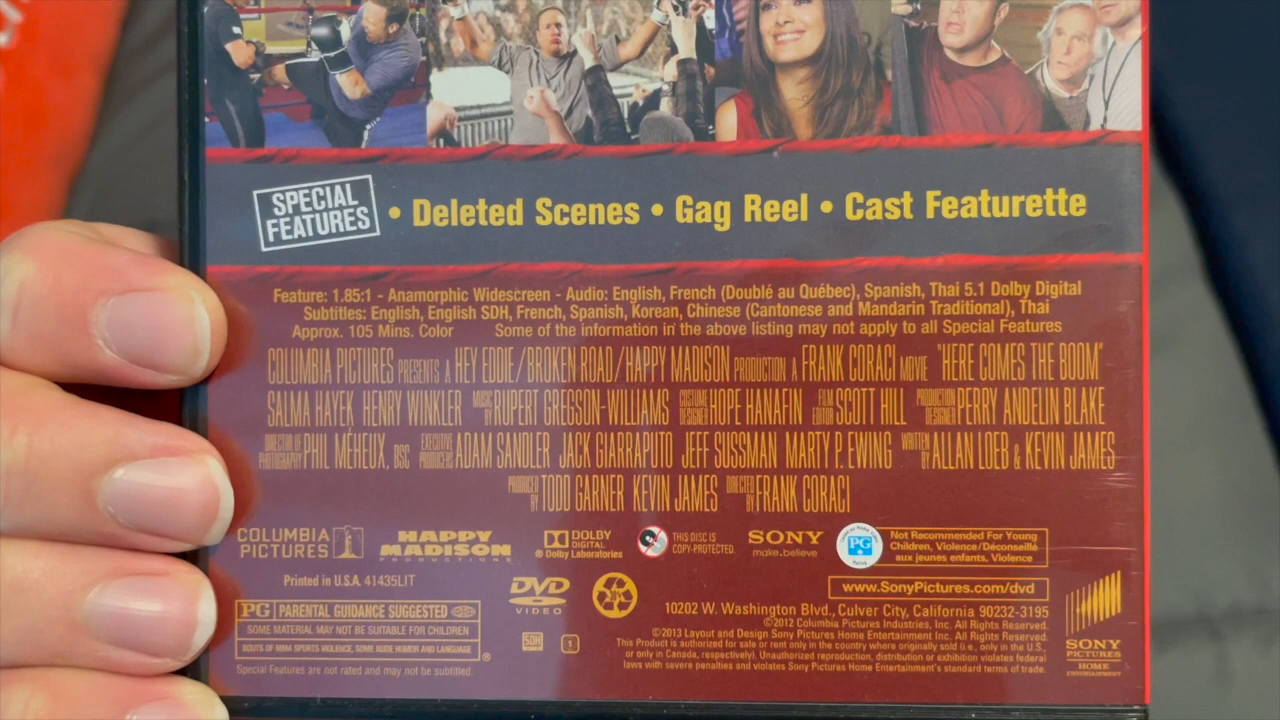 SPECIAL FEATURES • Deleted Scenes • Gag Reel • Cast Featurette
Feature: 1.85:1 - Anamorphic Widescreen - Audio: English, French (Doublé au Québec), Spanish, Thai 5.1 Dolby Digital
Subtitles: English, English SDH, French, Spanish, Korean, Chinese (Cantonese and Mandarin Traditional), Thai
Approx. 105 Mins. Color Some of the information in the above listing may not apply to all Special Features
COLUMBIA PICTURES PRESENTS A HEY EDDIE/BROKEN ROAD/HAPPY MADISON PRODUCTION A FRANK CORACI MOVIE "HERE COMES THE BOOM"
SALMA HAYEK HENRY WINKLER MUSIC BY RUPERT GREGSON-WILLIAMS COSTUME DESIGNER HOPE HANAFIN FILM EDITOR SCOTT HILL PRODUCTION DESIGNER PERRY ANDELIN BLAKE
DIRECTOR OF PHOTOGRAPHY PHIL MÉHEUX, BSC EXECUTIVE PRODUCERS ADAM SANDLER JACK GIARRAPUTO JEFF SUSSMAN MARTY P. EWING WRITTEN BY ALLAN LOEB & KEVIN JAMES
PRODUCED BY TODD GARNER KEVIN JAMES DIRECTED BY FRANK CORACI
COLUMBIA PICTURES
HAPPY MADISON PRODUCTIONS
DOLBY DIGITAL
® Dolby Laboratories
THIS DISC IS COPY-PROTECTED.
SONY
make.believe
PG
Not Recommended For Young
Children, Violence/Déconseillé
aux jeunes enfants, Violence
Printed in U.S.A. 41435LIT
DVD VIDEO
www.SonyPictures.com/dvd
PG PARENTAL GUIDANCE SUGGESTED
SOME MATERIAL MAY NOT BE SUITABLE FOR CHILDREN
BOUTS OF MMA SPORTS VIOLENCE, SOME RUDE HUMOR AND LANGUAGE
®
Special Features are not rated and may not be subtitled.
SDH
1
10202 W. Washington Blvd., Culver City, California 90232-3195
©2012 Columbia Pictures Industries, Inc. All Rights Reserved.
©2013 Layout and Design Sony Pictures Home Entertainment Inc. All Rights Reserved.
This Product is authorized for sale or rent only in the country where originally sold (i.e., only in the U.S.,
or only in Canada, respectively). Unauthorized reproduction, distribution or exhibition violates federal
laws with severe penalties and violates Sony Pictures Home Entertainment's standard terms of trade.
SONY
PICTURES
HOME
ENTERTAINMENT